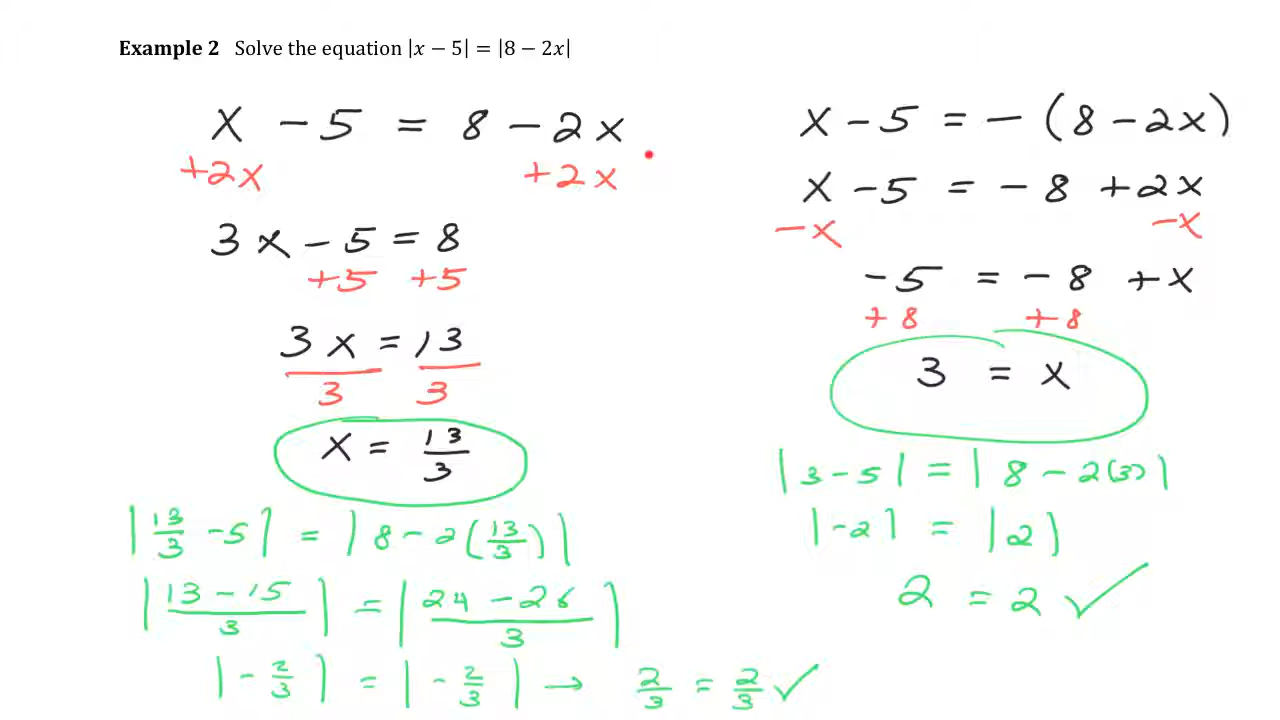 Example 2 Solve the equation |x − 5| = |8 − 2x|
x − 5 = 8 − 2x
+2x +2x
3x − 5 = 8
+5 +5
3x = 13
3 3
x = 13/3
|13/3 − 5| = |8 − 2(13/3)|
|(13 − 15)/3| = |(24 − 26)/3|
|−2/3| = |−2/3| → 2/3 = 2/3 ✓
x − 5 = −(8 − 2x)
x − 5 = −8 + 2x
−x −x
−5 = −8 + x
+8 +8
3 = x
|3 − 5| = |8 − 2(3)|
|−2| = |2|
2 = 2 ✓